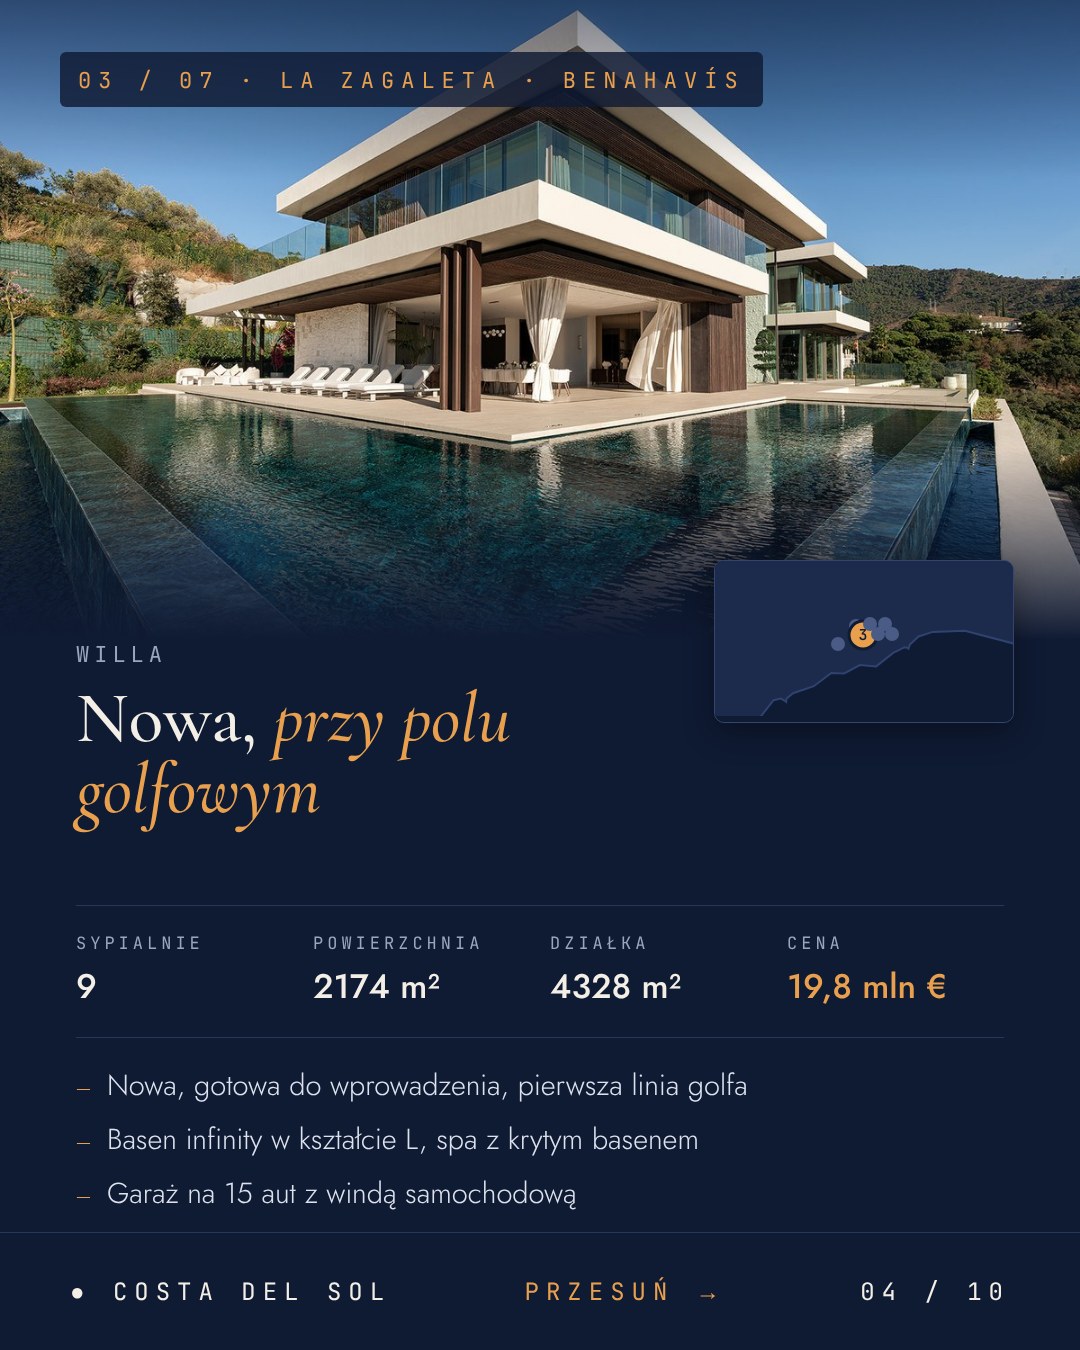 03 / 07 · LA ZAGALETA · BENAHAVÍS
3
WILLA
Nowa, przy polu
golfowym
SYPIALNIE POWIERZCHNIA DZIAŁKA CENA
9 2174 m² 4328 m² 19,8 mln €
– Nowa, gotowa do wprowadzenia, pierwsza linia golfa
– Basen infinity w kształcie L, spa z krytym basenem
– Garaż na 15 aut z windą samochodową
• COSTA DEL SOL PRZESUŃ → 04 / 10